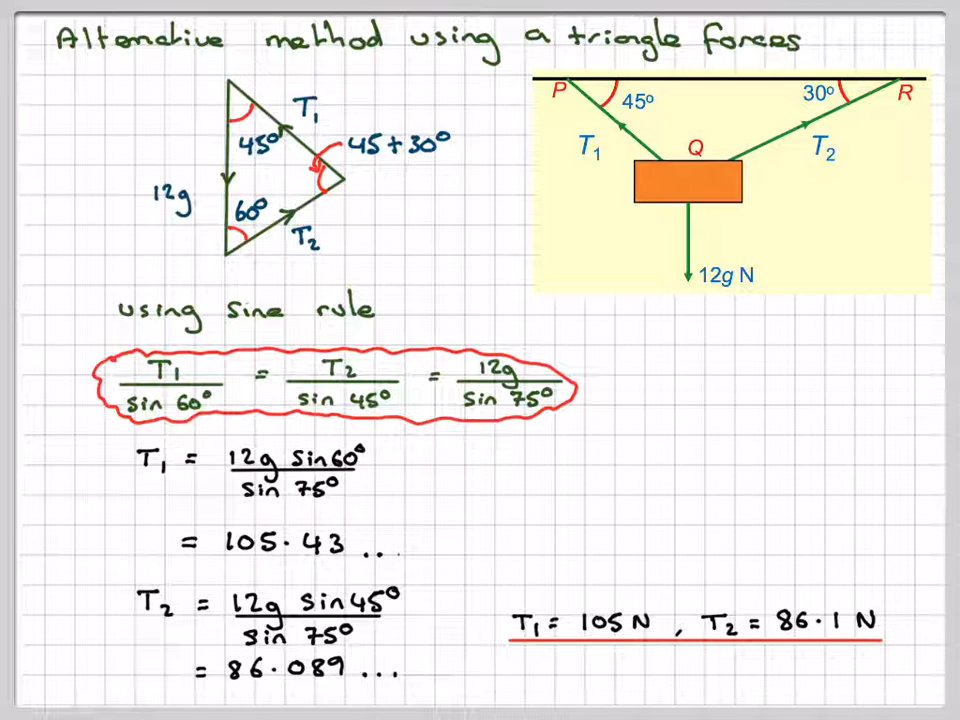 Alternative method using a triangle forces
T₁
45°
45+30°
12g
60°
T₂
P
45°
30°
R
T₁
Q
T₂
12g N
using sine rule
T₁ / sin 60° = T₂ / sin 45° = 12g / sin 75°
T₁ = 12g sin60° / sin 75°
= 105.43 ...
T₂ = 12g sin45° / sin 75°
= 86.089 ...
T₁ = 105 N , T₂ = 86.1 N